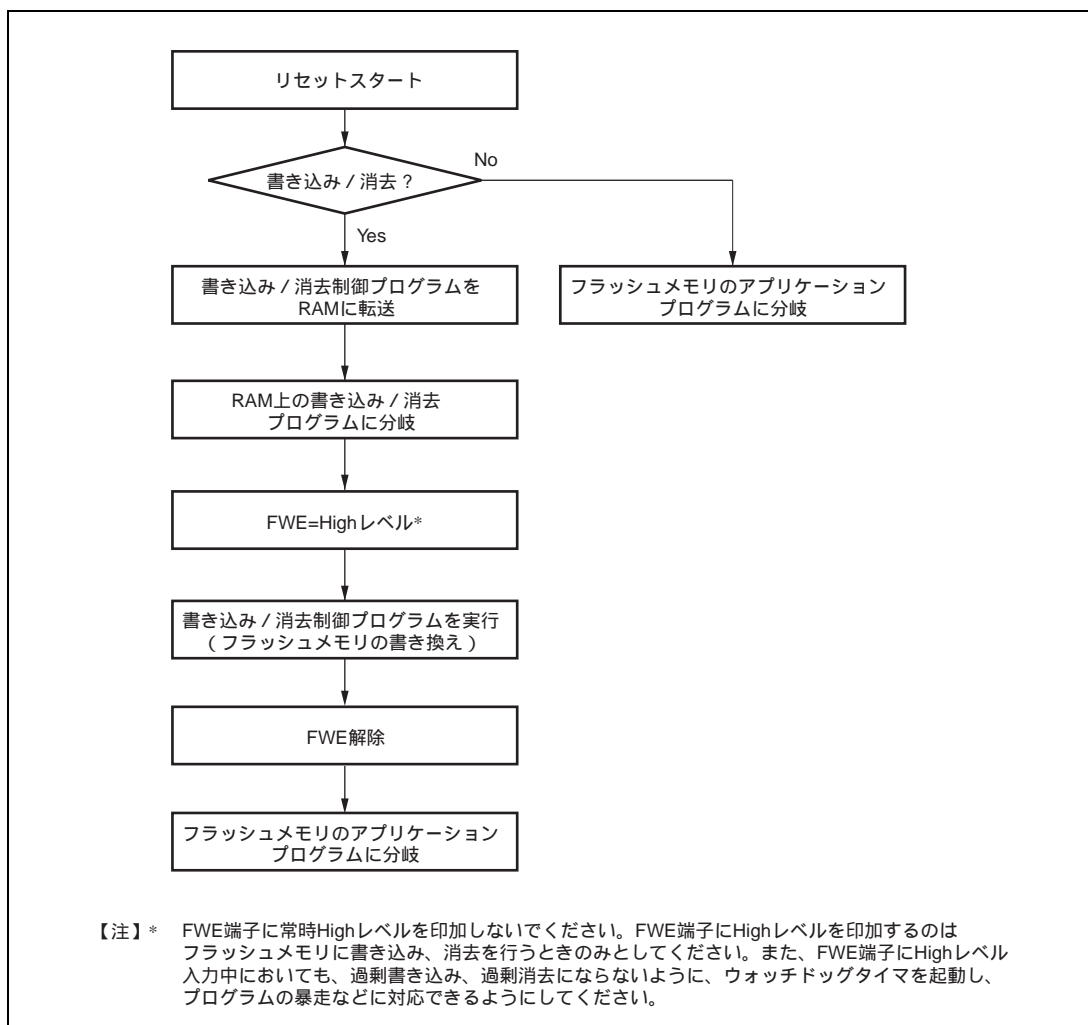 リセットスタート
書き込み / 消去 ?
No
Yes
書き込み / 消去制御プログラムを
RAMに転送
フラッシュメモリのアプリケーション
プログラムに分岐
RAM上の書き込み / 消去
プログラムに分岐
FWE=Highレベル*
書き込み / 消去制御プログラムを実行
( フラッシュメモリの書き換え )
FWE解除
フラッシュメモリのアプリケーション
プログラムに分岐
【注】* FWE端子に常時Highレベルを印加しないでください。FWE端子にHighレベルを印加するのは
フラッシュメモリに書き込み、消去を行うときのみとしてください。また、FWE端子にHighレベル
入力中においても、過剰書き込み、過剰消去にならないように、ウォッチドッグタイマを起動し、
プログラムの暴走などに対応できるようにしてください。